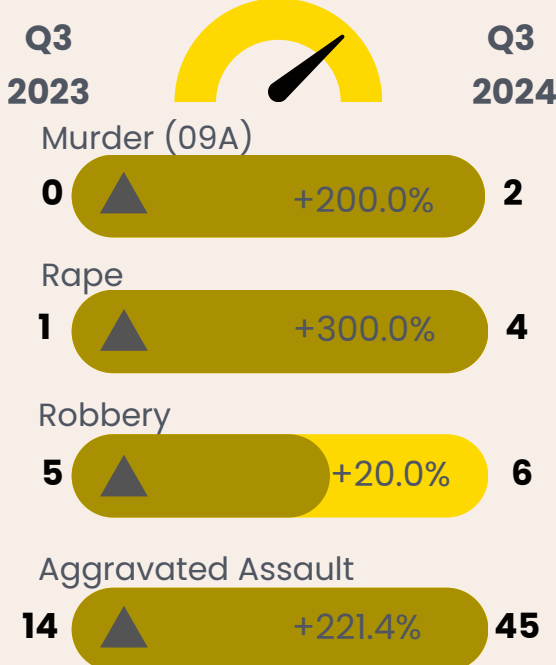 Q3 Q3
2023 2024
Murder (09A)
0 +200.0% 2
Rape
1 +300.0% 4
Robbery
5 +20.0% 6
Aggravated Assault
14 +221.4% 45